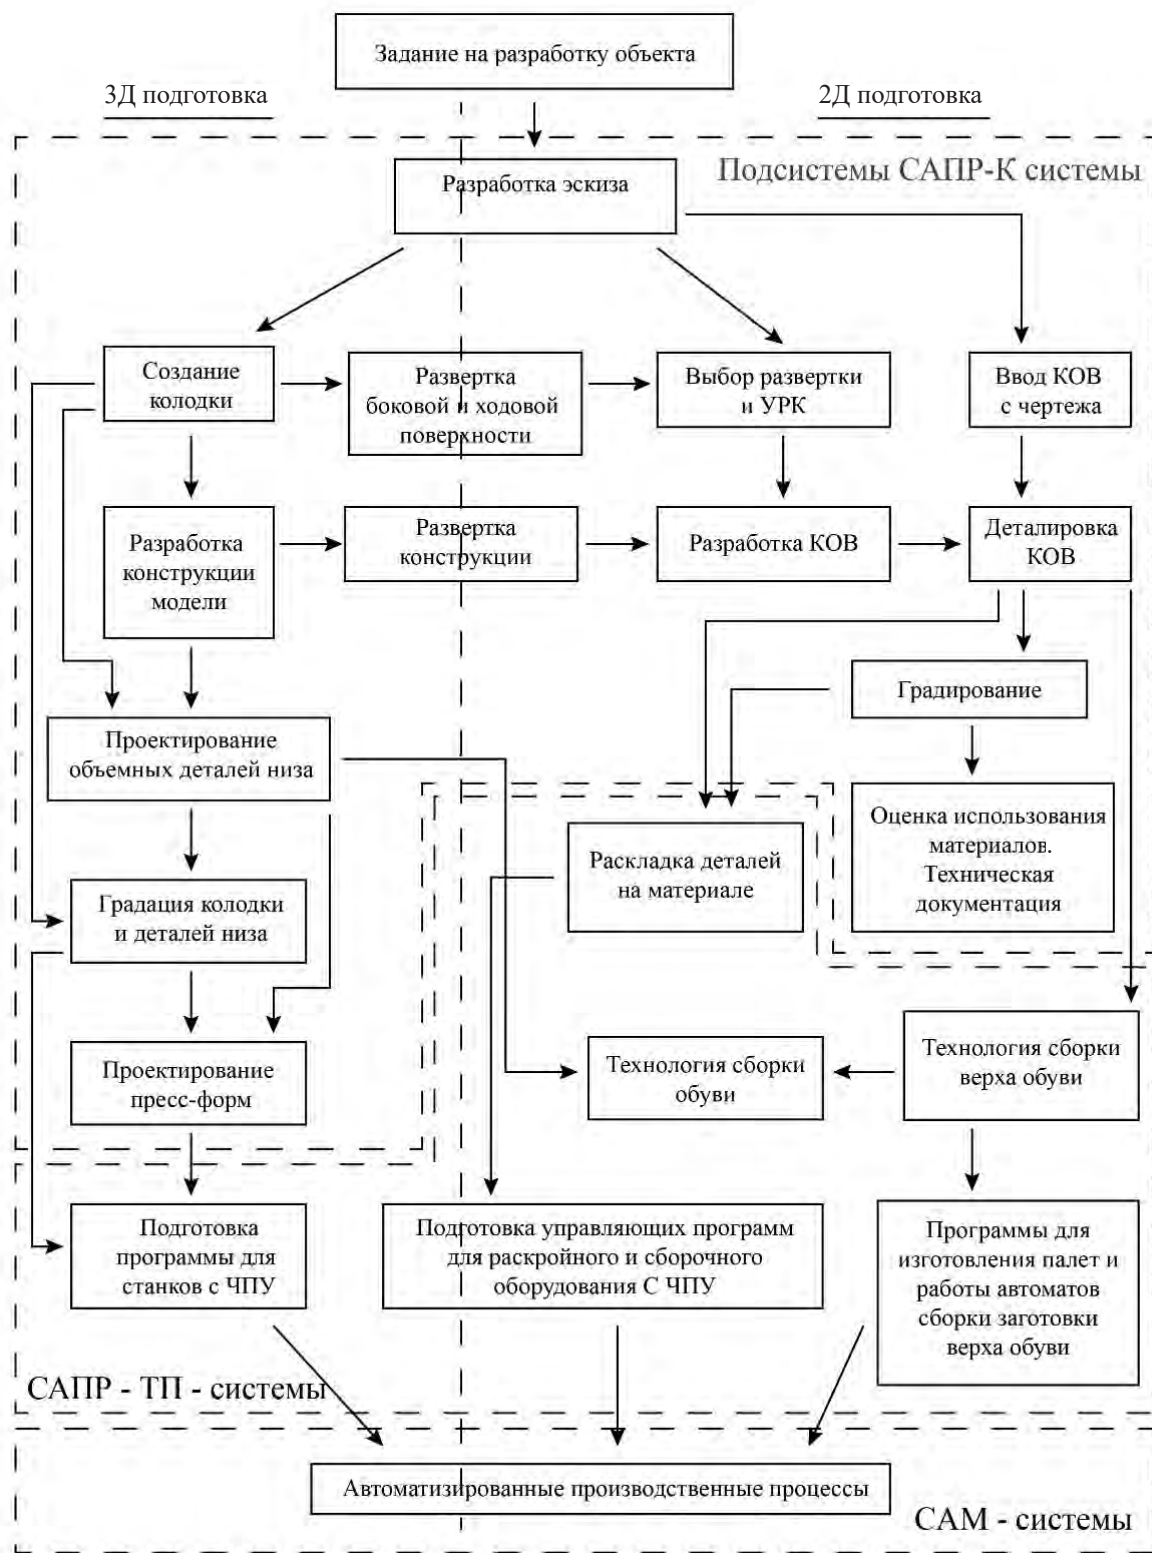 Задание на разработку объекта
3Д подготовка
2Д подготовка
Подсистемы САПР-К системы
Разработка эскиза
Создание
колодки
Развертка
боковой и ходовой
поверхности
Выбор развертки
и УРК
Ввод КОВ
с чертежа
Разработка
конструкции
модели
Развертка
конструкции
Разработка КОВ
Деталировка
КОВ
Градирование
Проектирование
объемных деталей низа
Оценка использования
материалов.
Техническая
документация
Раскладка деталей
на материале
Градация колодки
и деталей низа
Проектирование
пресс-форм
Технология сборки
обуви
Технология сборки
верха обуви
Подготовка
программы для
станков с ЧПУ
Подготовка управляющих программ
для раскройного и сборочного
оборудования С ЧПУ
Программы для
изготовления палет и
работы автоматов
сборки заготовки
верха обуви
САПР - ТП - системы
Автоматизированные производственные процессы
САМ - системы